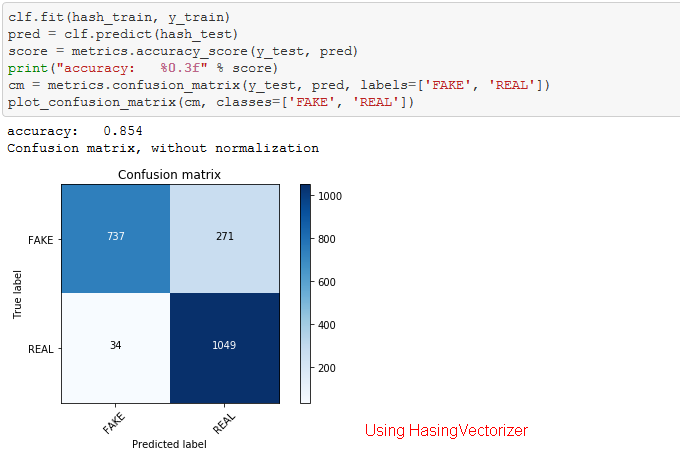 clf.fit(hash_train, y_train)
pred = clf.predict(hash_test)
score = metrics.accuracy_score(y_test, pred)
print("accuracy:   %0.3f" % score)
cm = metrics.confusion_matrix(y_test, pred, labels=['FAKE', 'REAL'])
plot_confusion_matrix(cm, classes=['FAKE', 'REAL'])
accuracy:   0.854
Confusion matrix, without normalization
Confusion matrix
FAKE 737 271
REAL 34 1049
FAKE REAL
True label
Predicted label
1000
800
600
400
200
Using HasingVectorizer